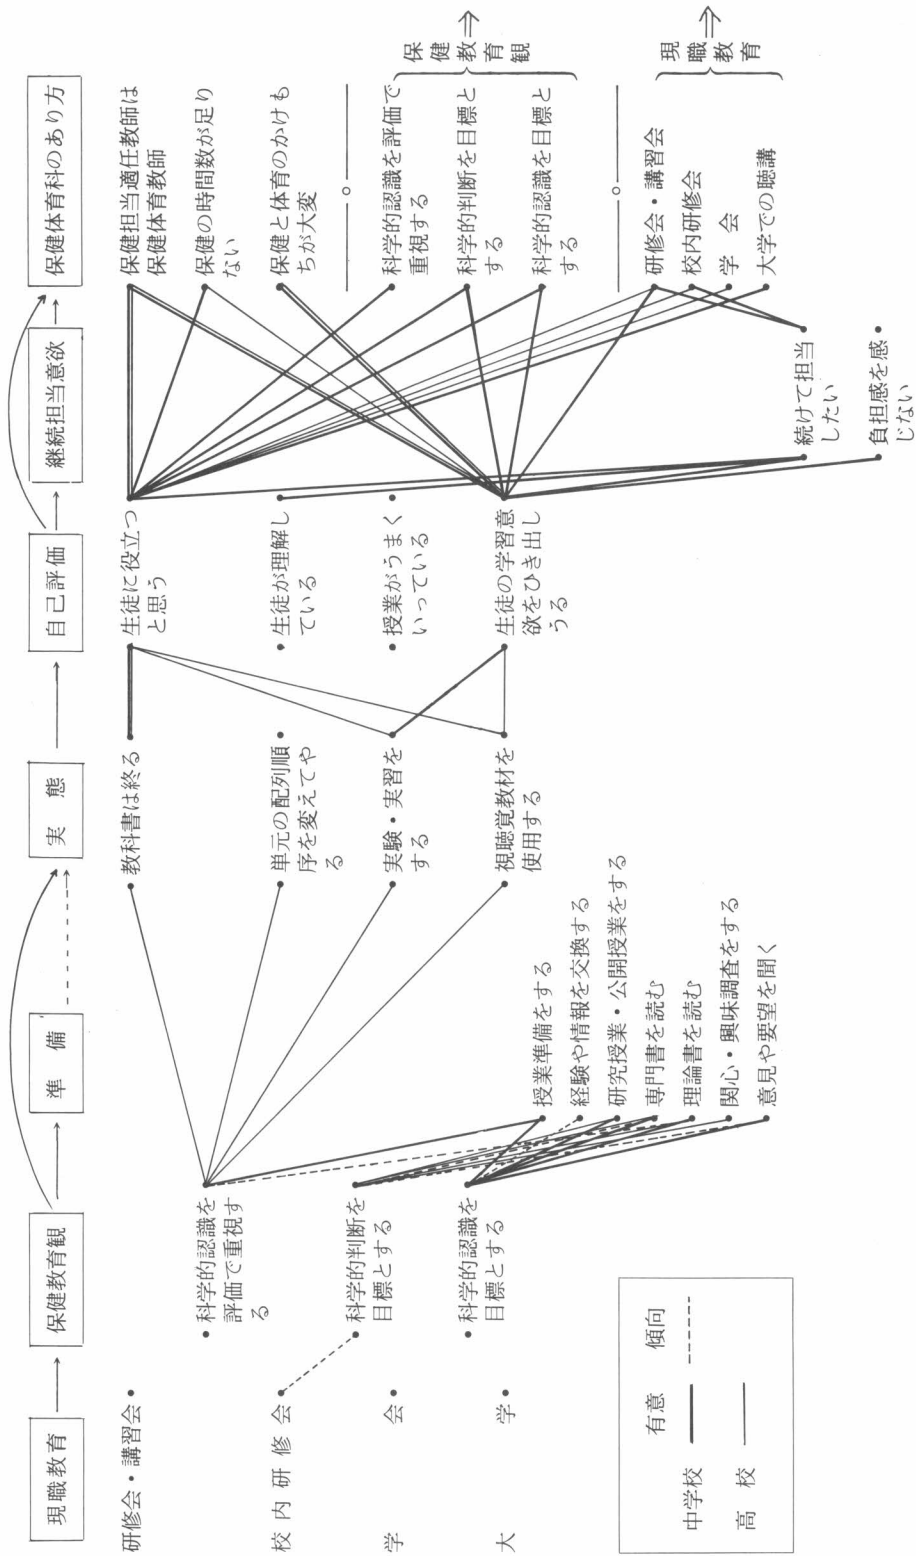 現職教育
保健教育観
準備
実態
自己評価
継続担当意欲
保健体育科のあり方
研修会・講習会
校内研修会
学会
大学
科学的認識を
評価で重視す
る
科学的判断を
目標とする
科学的認識を
目標とする
授業準備をする
経験や情報を交換する
研究授業・公開授業をする
専門書を読む
理論書を読む
関心・興味調査をする
意見や要望を聞く
教科書は終る
単元の配列順
序を変えてや
る
実験・実習を
する
視聴覚教材を
使用する
生徒に役立つ
と思う
生徒が理解し
ている
授業がうまく
いっている
生徒の学習意
欲をひき出し
うる
続けて担当
したい
負担感を感
じない
保健担当適任教師は
保健体育教師
保健の時間数が足り
ない
保健と体育のかけも
ちが大変
科学的認識を評価で
重視する
科学的判断を目標と
する
科学的認識を目標と
する
保健教育観
研修会・講習会
校内研修会
学会
大学での聴講
現職教育
有意 傾向
中学校
高校